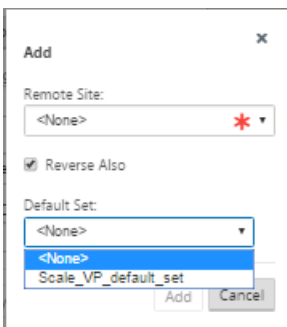 Add
Remote Site:
<None>
Reverse Also
Default Set:
<None>
<None>
Scale_VP_default_set
Add Cancel